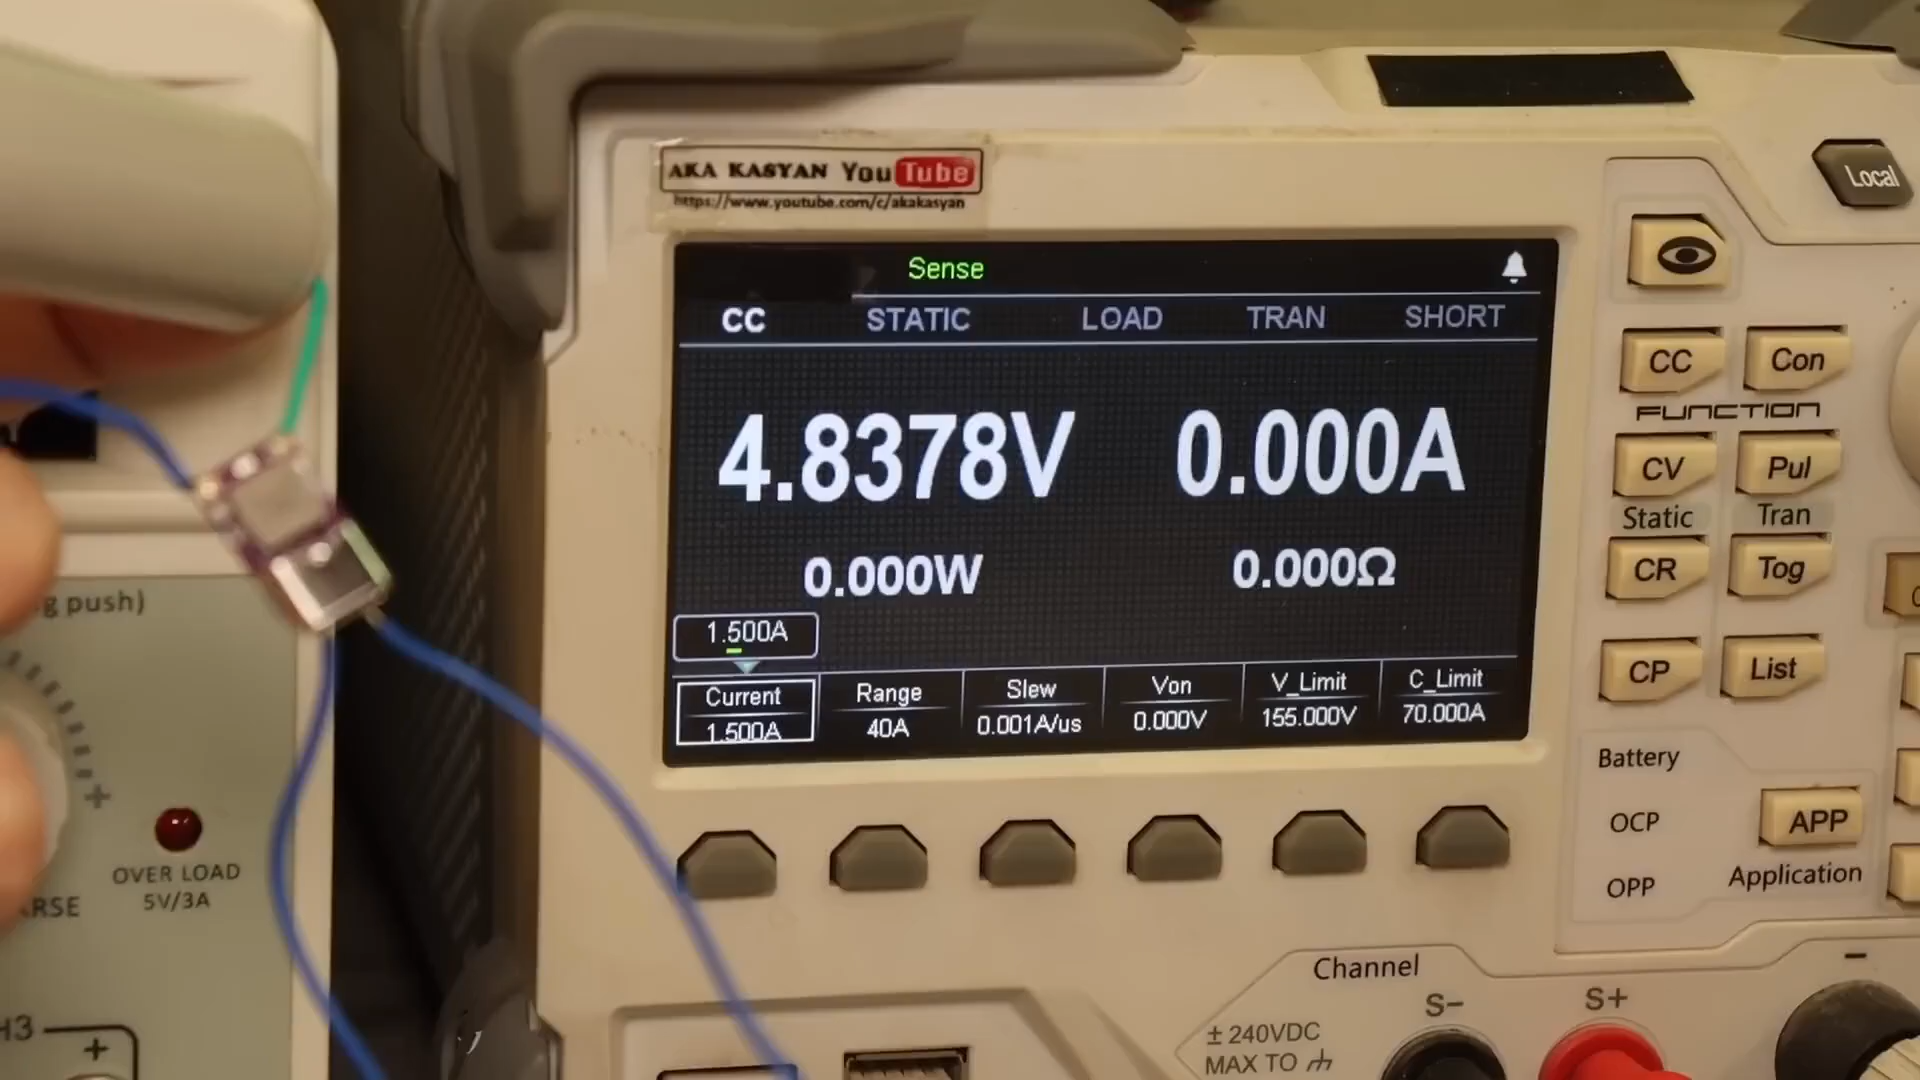 AKA KASYAN YouTube
https://www.youtube.com/c/akakasyan
Sense
CC STATIC LOAD TRAN SHORT
4.8378V 0.000A
0.000W 0.000Ω
1.500A
Current Range Slew Von V_Limit C_Limit
1.500A 40A 0.001A/us 0.000V 155.000V 70.000A
Local
CC Con
FUNCTION
CV Pul
Static Tran
CR Tog
CP List
Battery
OCP APP
OPP Application
Channel
S- S+ -
± 240VDC
MAX TO
g push)
+
OVER LOAD
5V/3A
ARSE
H3
+